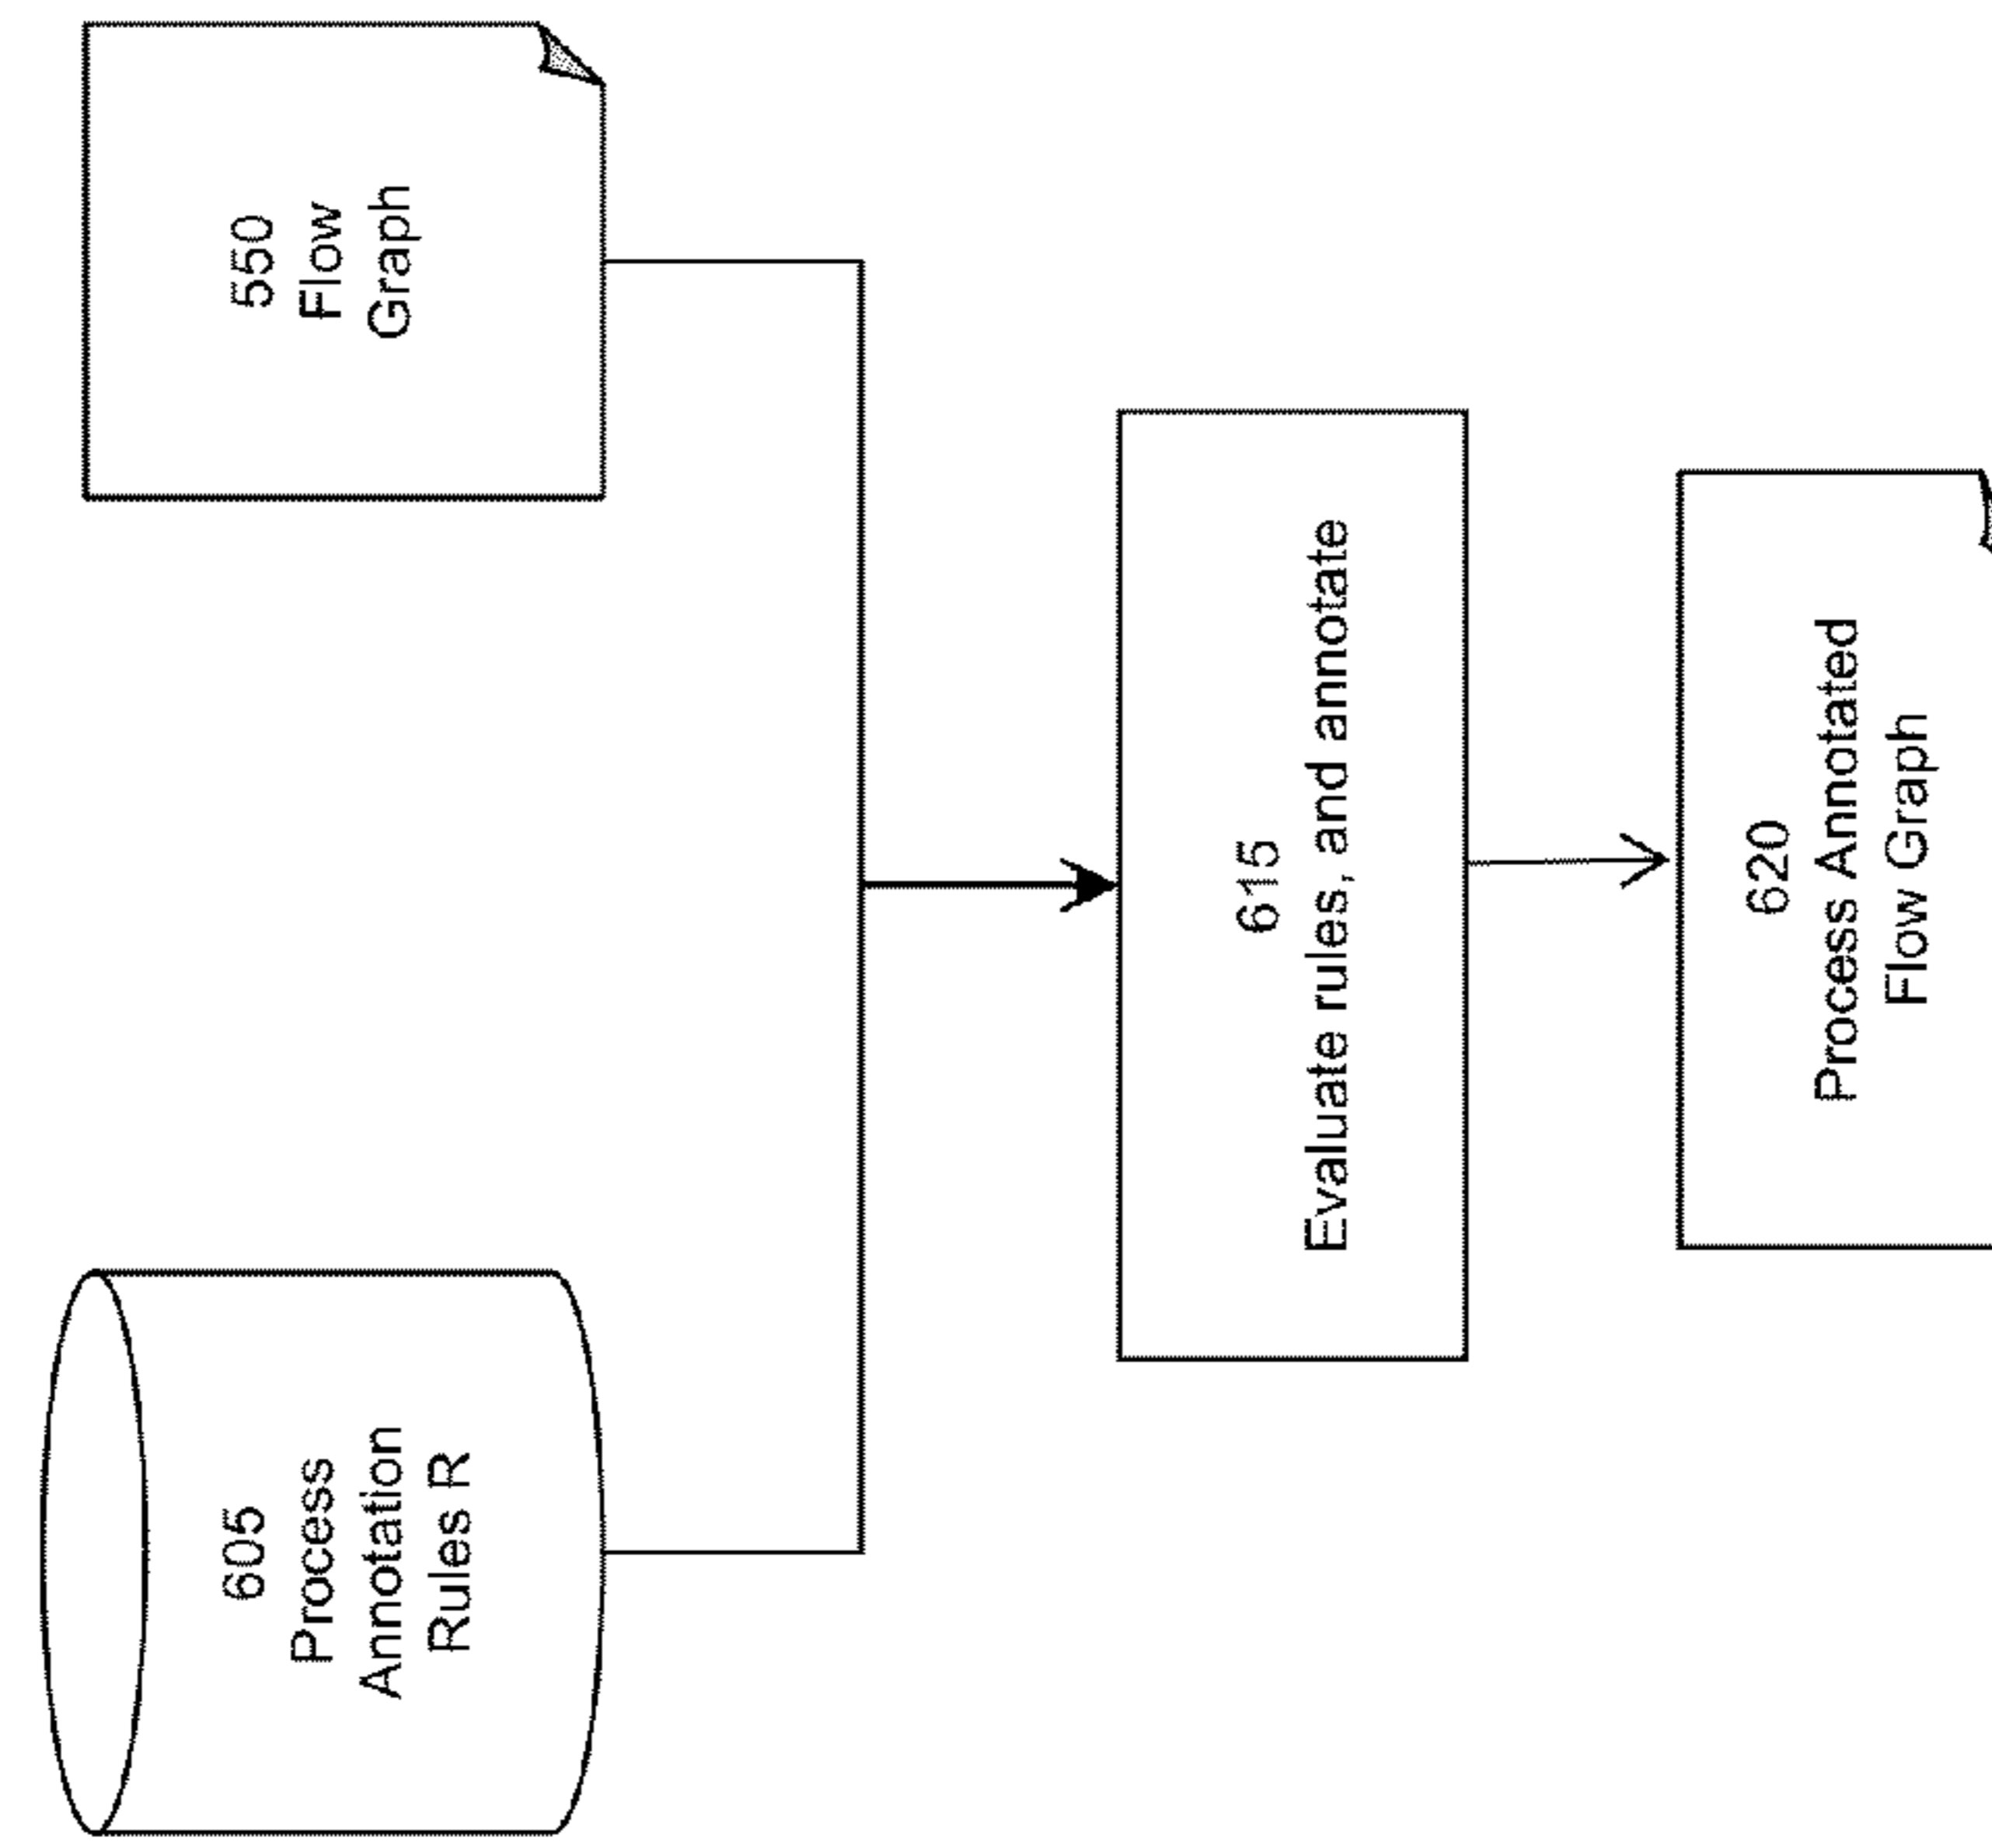 605
Process
Annotation
Rules R
550
Flow
Graph
615
Evaluate rules, and annotate
620
Process Annotated
Flow Graph